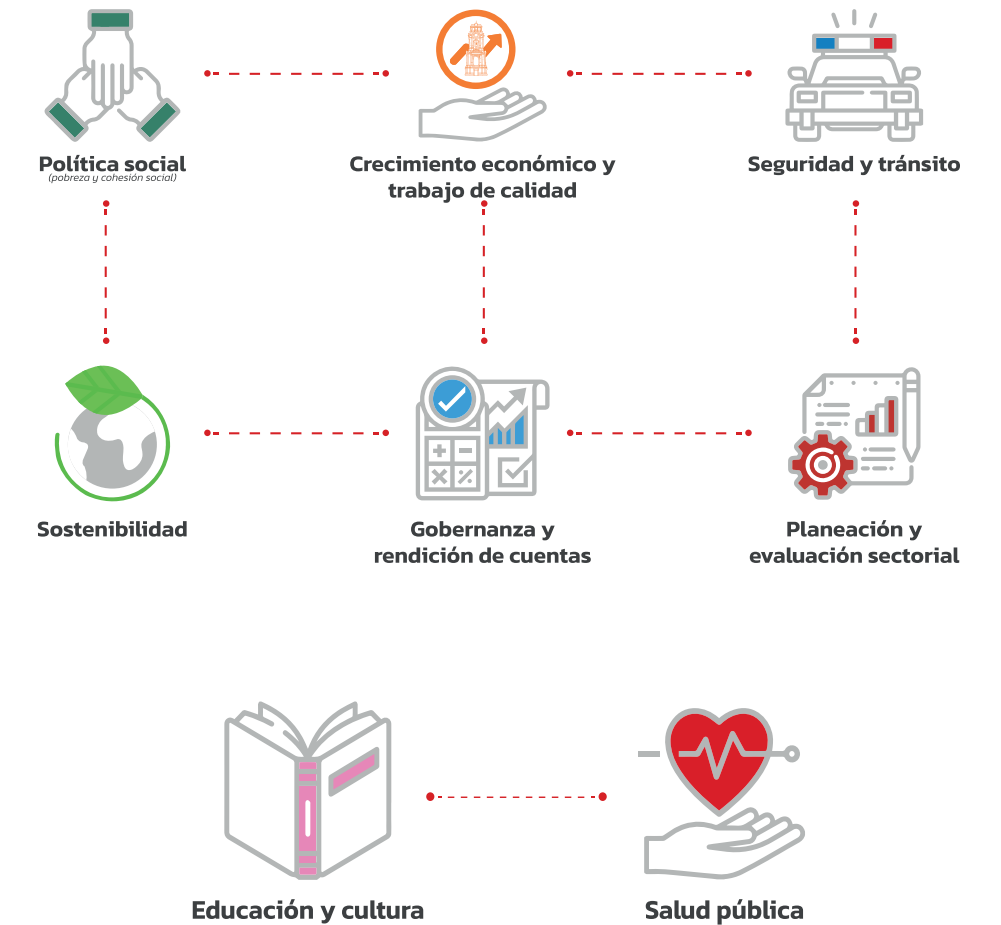 Política social
(pobreza y cohesión social)
Crecimiento económico y
trabajo de calidad
Seguridad y tránsito
Sostenibilidad
Gobernanza y
rendición de cuentas
Planeación y
evaluación sectorial
Educación y cultura
Salud pública